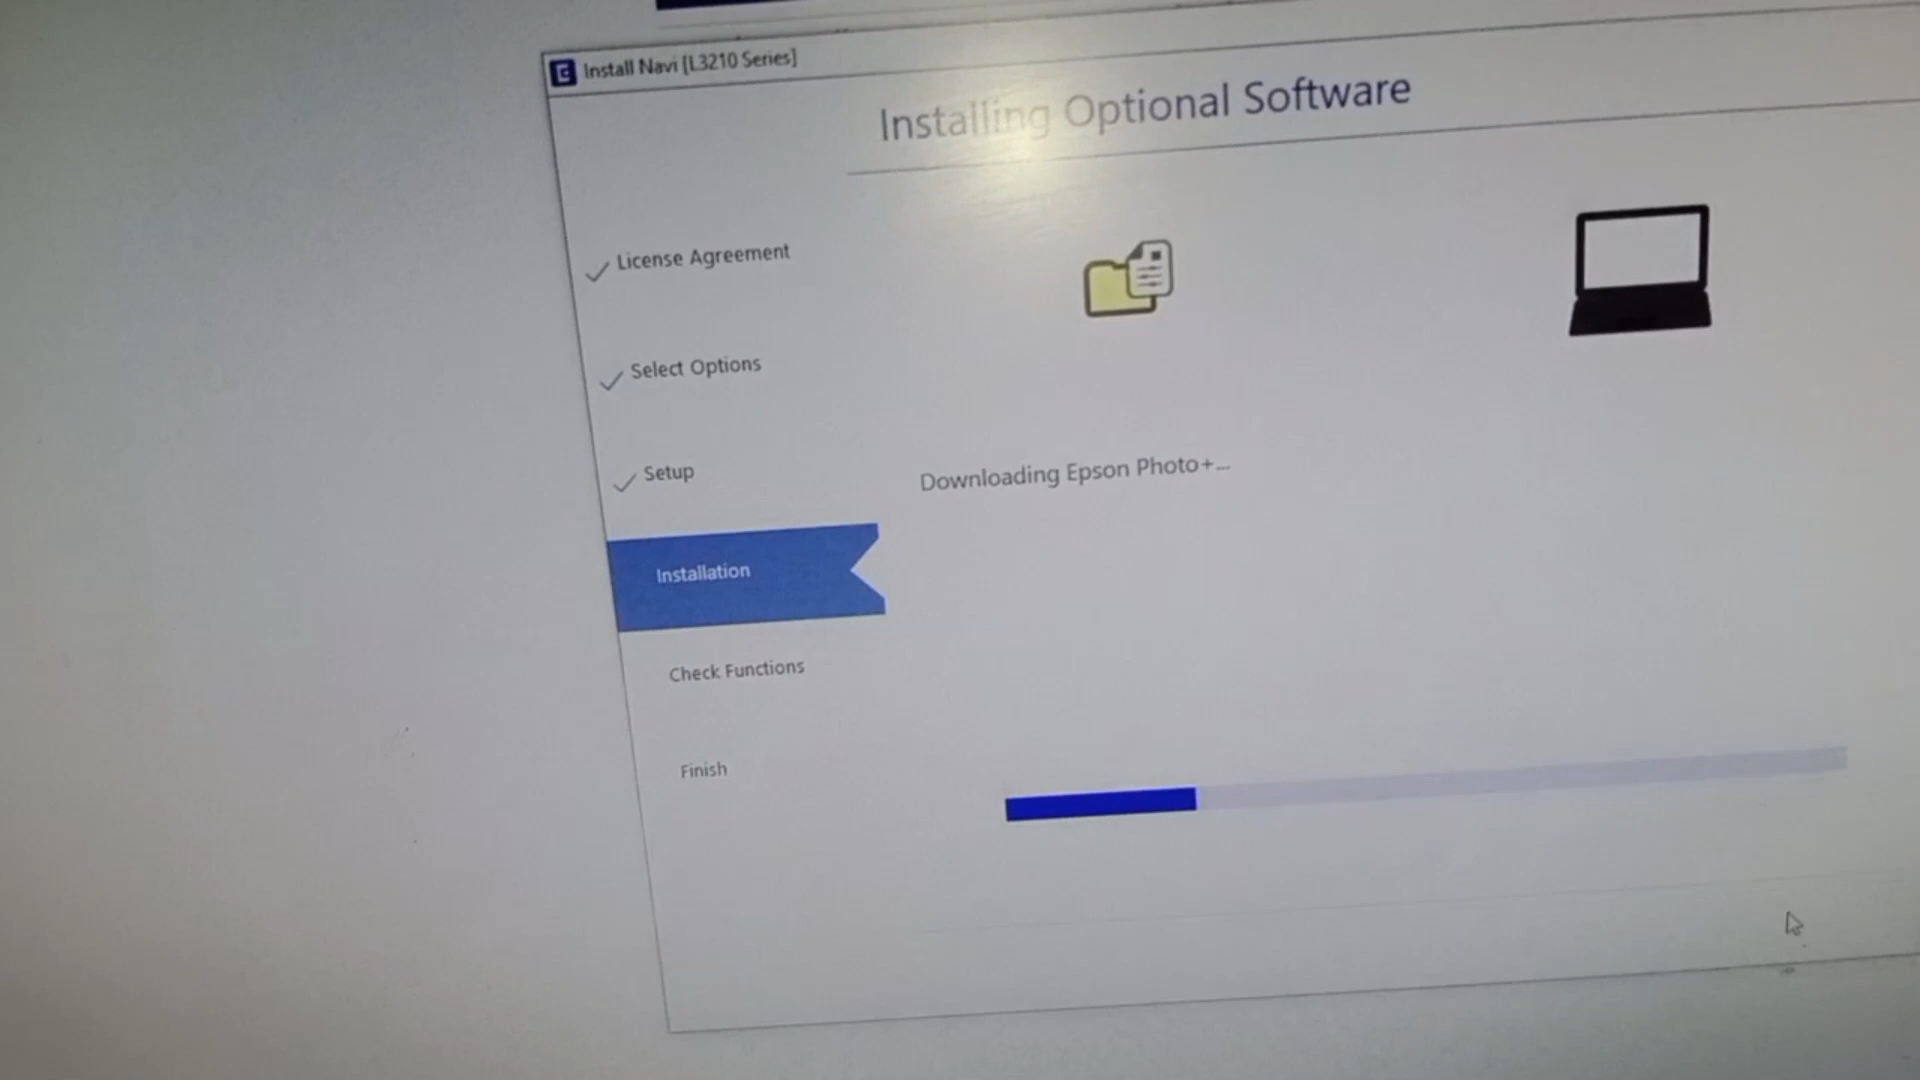 Install Navi [L3210 Series]
Installing Optional Software
License Agreement
Select Options
Setup
Downloading Epson Photo+...
Installation
Check Functions
Finish